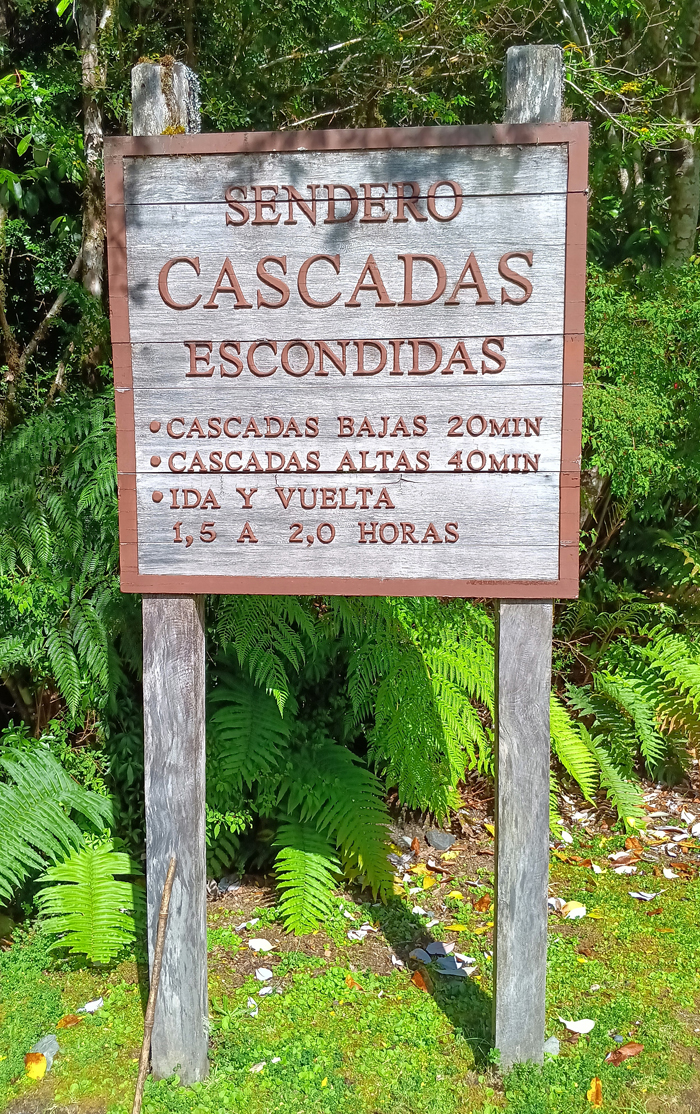 SENDERO
CASCADAS
ESCONDIDAS
• CASCADAS BAJAS 20MIN
• CASCADAS ALTAS 40MIN
• IDA Y VUELTA
1,5 A 2,0 HORAS